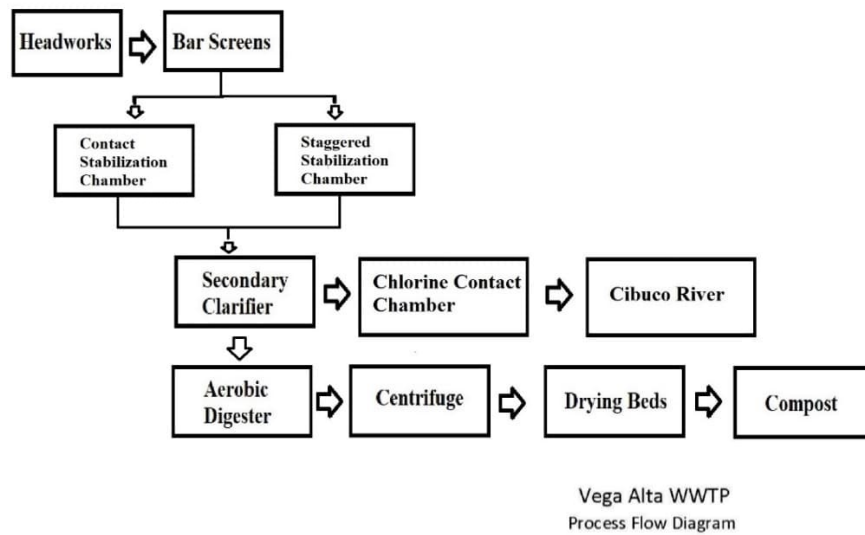 Headworks
Bar Screens
Contact
Stabilization
Chamber
Staggered
Stabilization
Chamber
Secondary
Clarifier
Chlorine Contact
Chamber
Cibuco River
Aerobic
Digester
Centrifuge
Drying Beds
Compost
Vega Alta WWTP
Process Flow Diagram